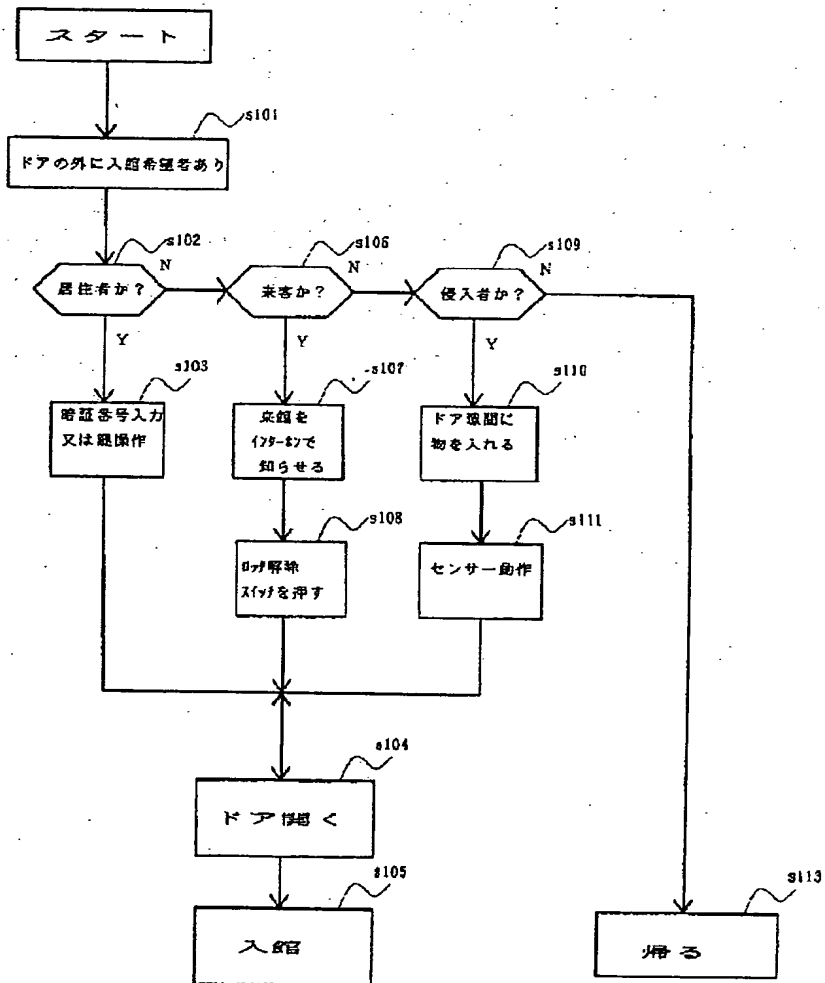 スタート
s101
ドアの外に入館希望者あり
s102
居住者か？
N
Y
s106
来客か？
N
Y
s109
侵入者か？
N
Y
s103
暗証番号入力
又は鍵操作
s107
来館を
ｲﾝﾀｰﾎﾝで
知らせる
s110
ドア隙間に
物を入れる
s108
ﾛｯｸ解除
ｽｲｯﾁを押す
s111
センサー動作
s104
ドア開く
s105
入館
s113
帰る